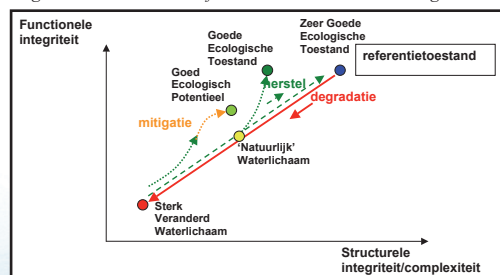 Functionele
integriteit
Goede
Ecologische
Toestand
Zeer Goede
Ecologische
Toestand
referentietoestand
Goed
Ecologisch
Potentieel
herstel
degradatie
mitigatie
‘Natuurlijk’
Waterlichaam
Sterk
Veranderd
Waterlichaam
Structurele
integriteit/complexiteit